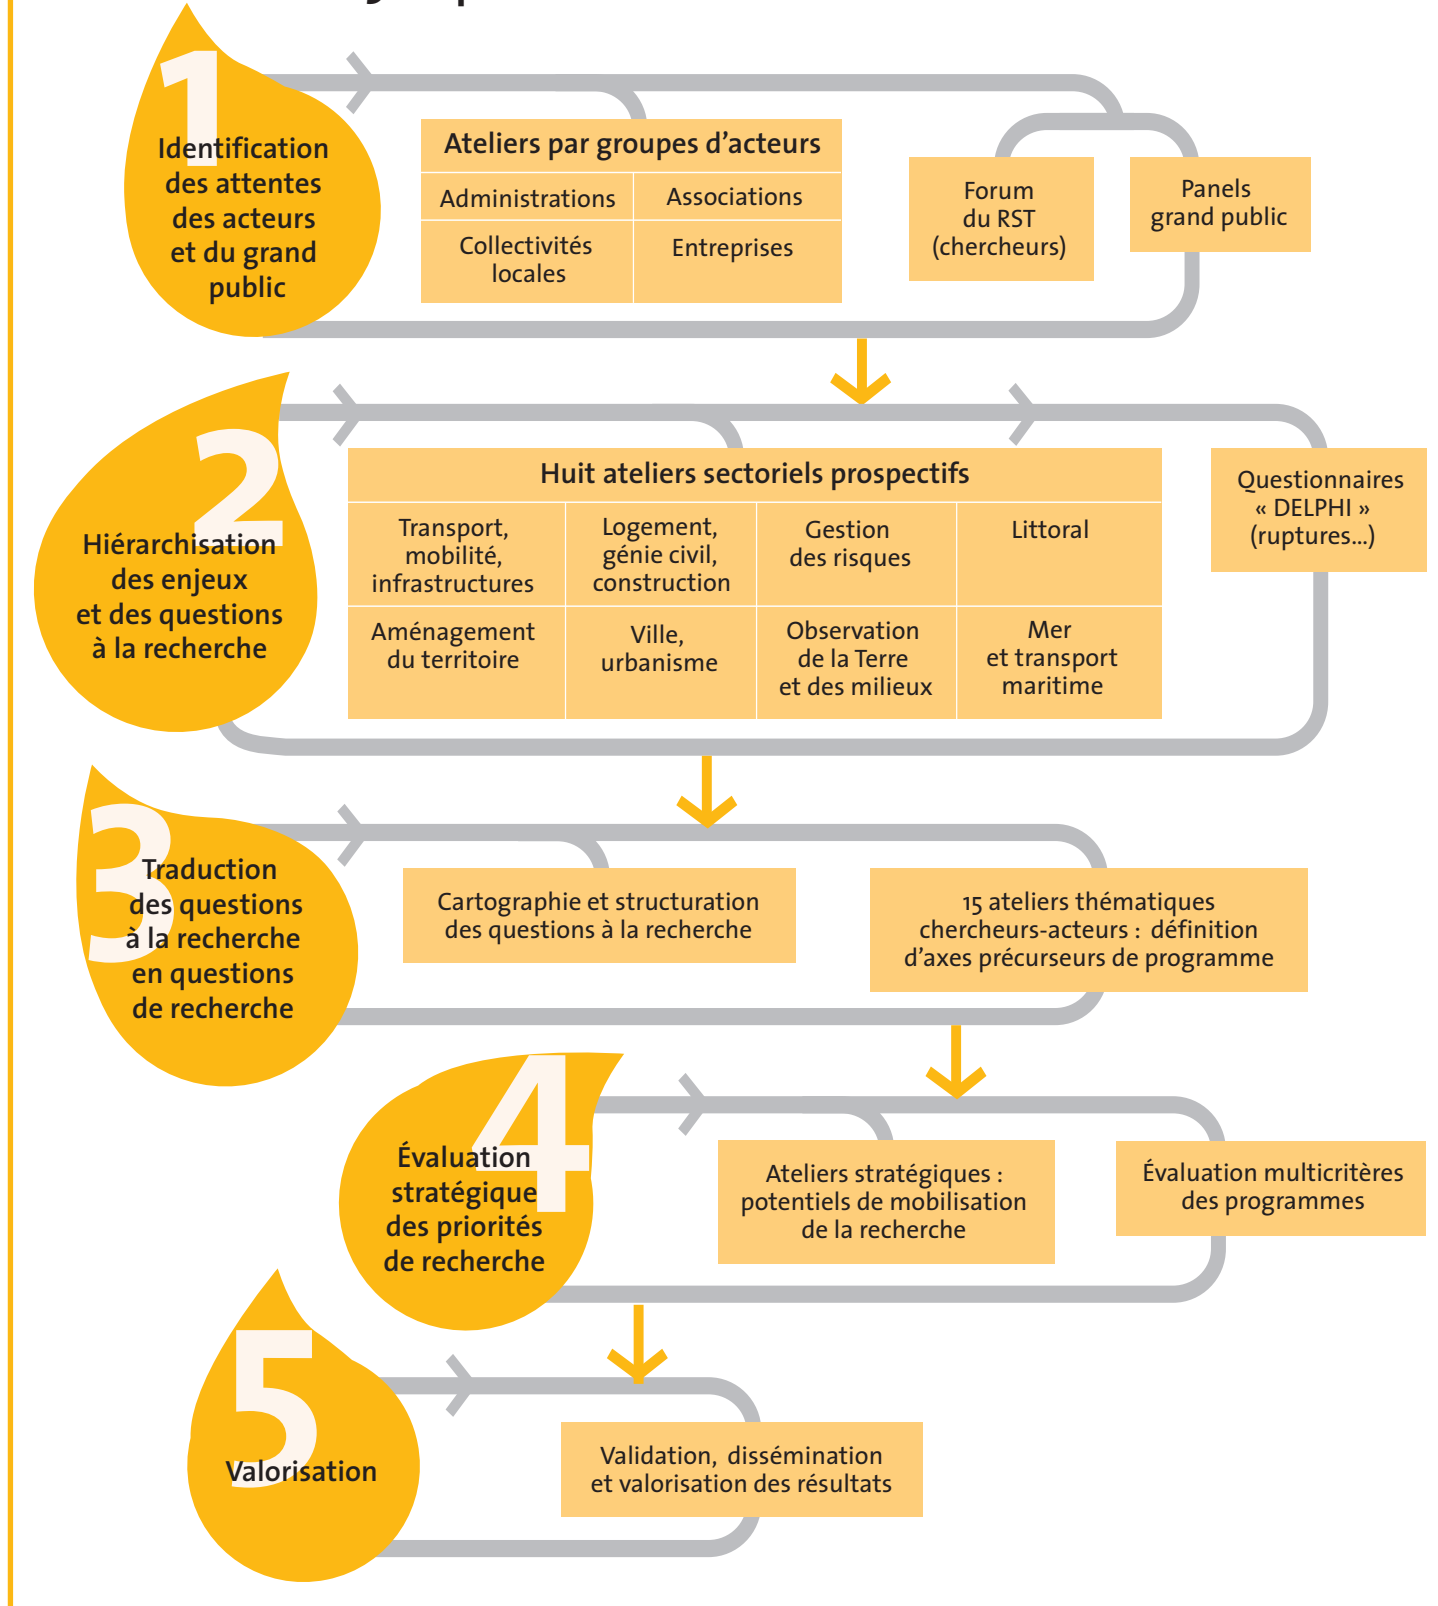 1
Identification
des attentes
des acteurs
et du grand
public
Ateliers par groupes d’acteurs
Administrations
Associations
Collectivités
locales
Entreprises
Forum
du RST
(chercheurs)
Panels
grand public
2
Hiérarchisation
des enjeux
et des questions
à la recherche
Huit ateliers sectoriels prospectifs
Transport,
mobilité,
infrastructures
Logement,
génie civil,
construction
Gestion
des risques
Littoral
Aménagement
du territoire
Ville,
urbanisme
Observation
de la Terre
et des milieux
Mer
et transport
maritime
Questionnaires
« DELPHI »
(ruptures...)
3
Traduction
des questions
à la recherche
en questions
de recherche
Cartographie et structuration
des questions à la recherche
15 ateliers thématiques
chercheurs-acteurs : définition
d’axes précurseurs de programme
4
Évaluation
stratégique
des priorités
de recherche
Ateliers stratégiques :
potentiels de mobilisation
de la recherche
Évaluation multicritères
des programmes
5
Valorisation
Validation, dissémination
et valorisation des résultats